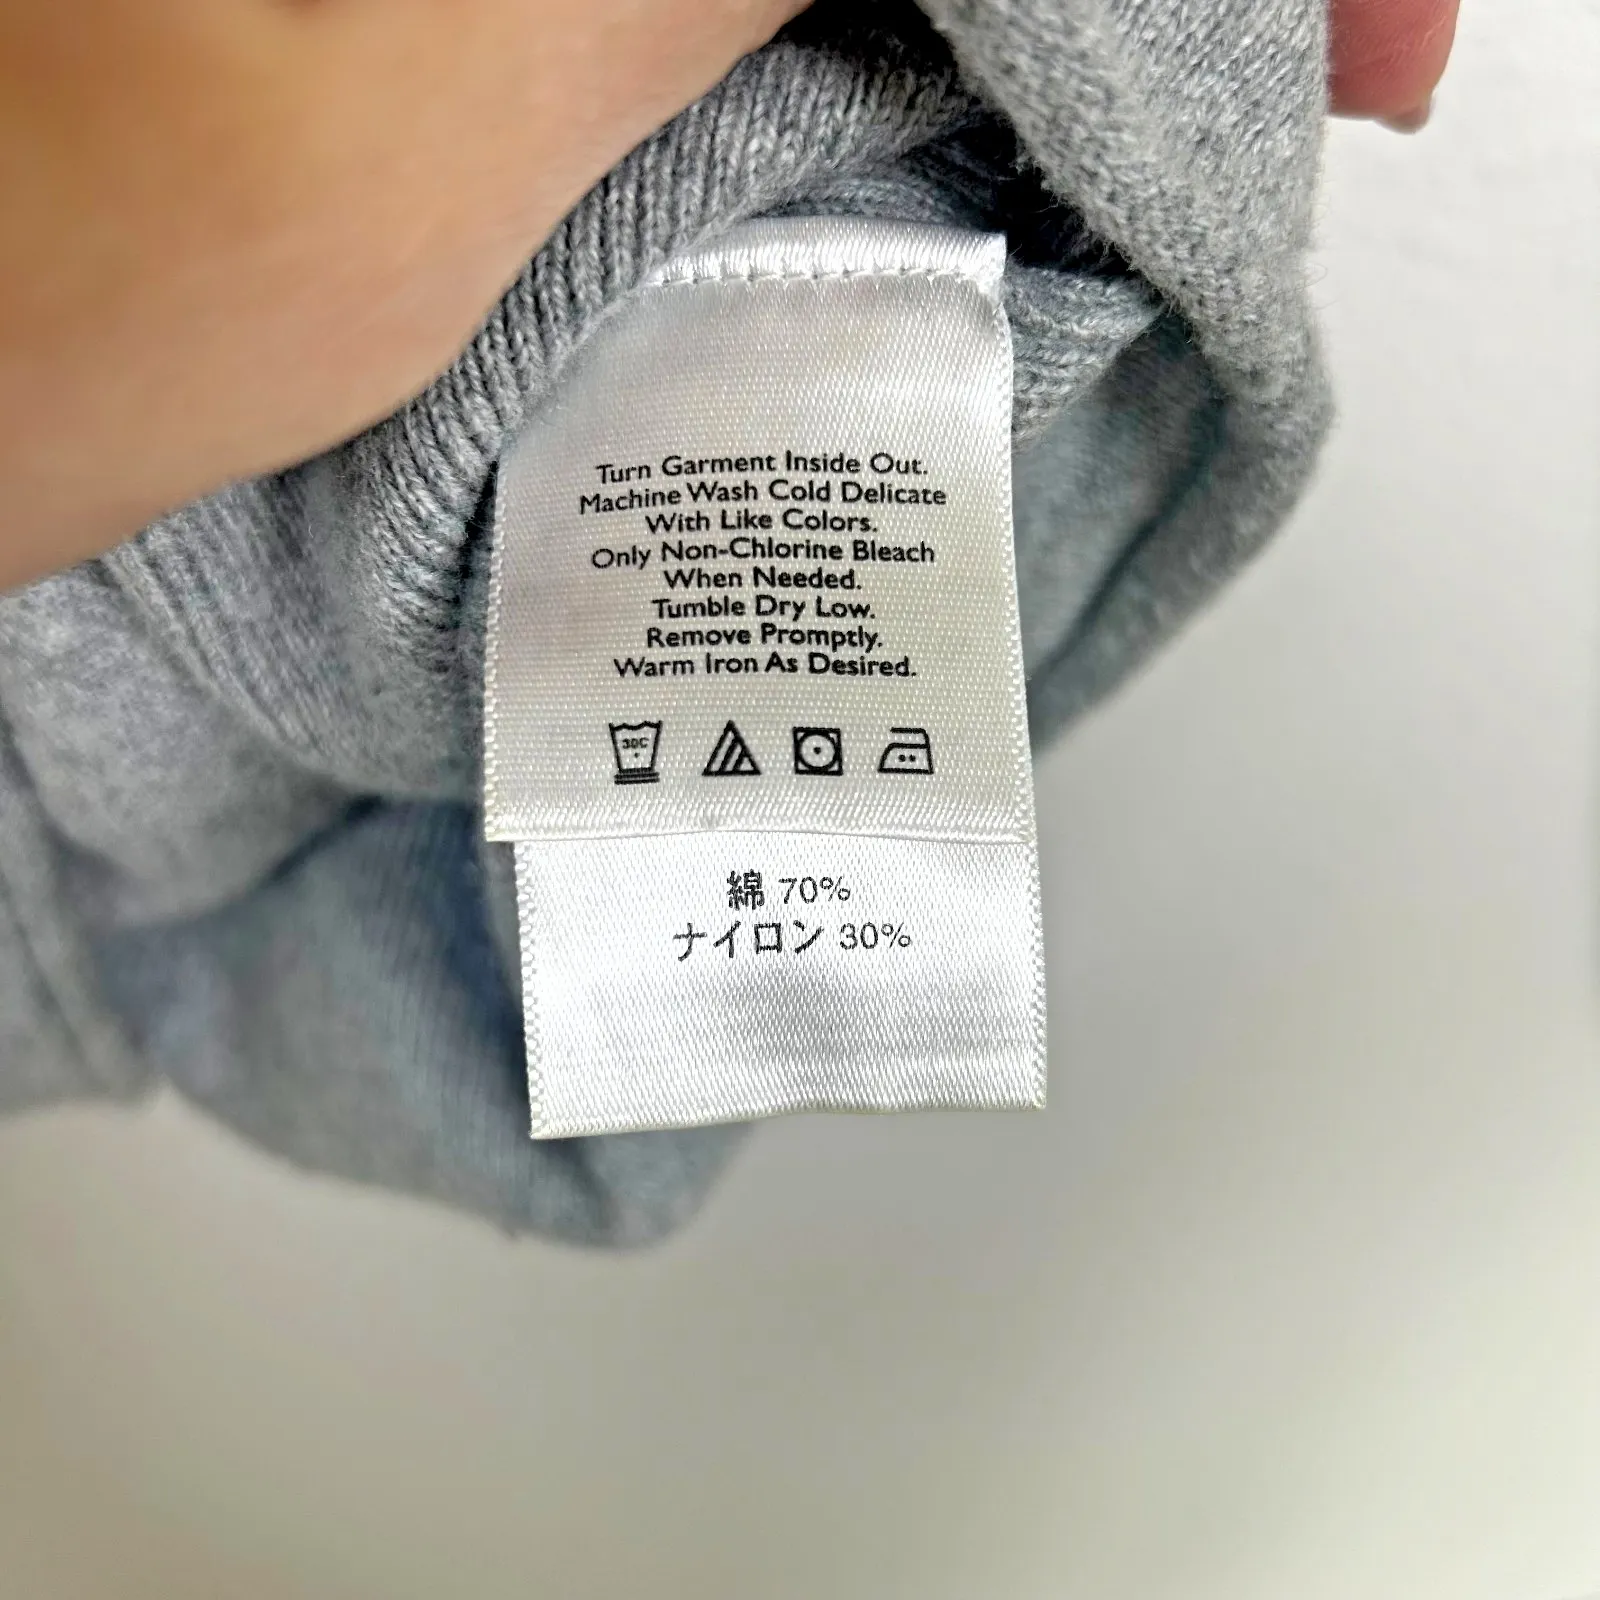 Turn Garment Inside Out.
Machine Wash Cold Delicate
With Like Colors.
Only Non-Chlorine Bleach
When Needed.
Tumble Dry Low.
Remove Promptly.
Warm Iron As Desired.
30C
綿 70%
ナイロン 30%